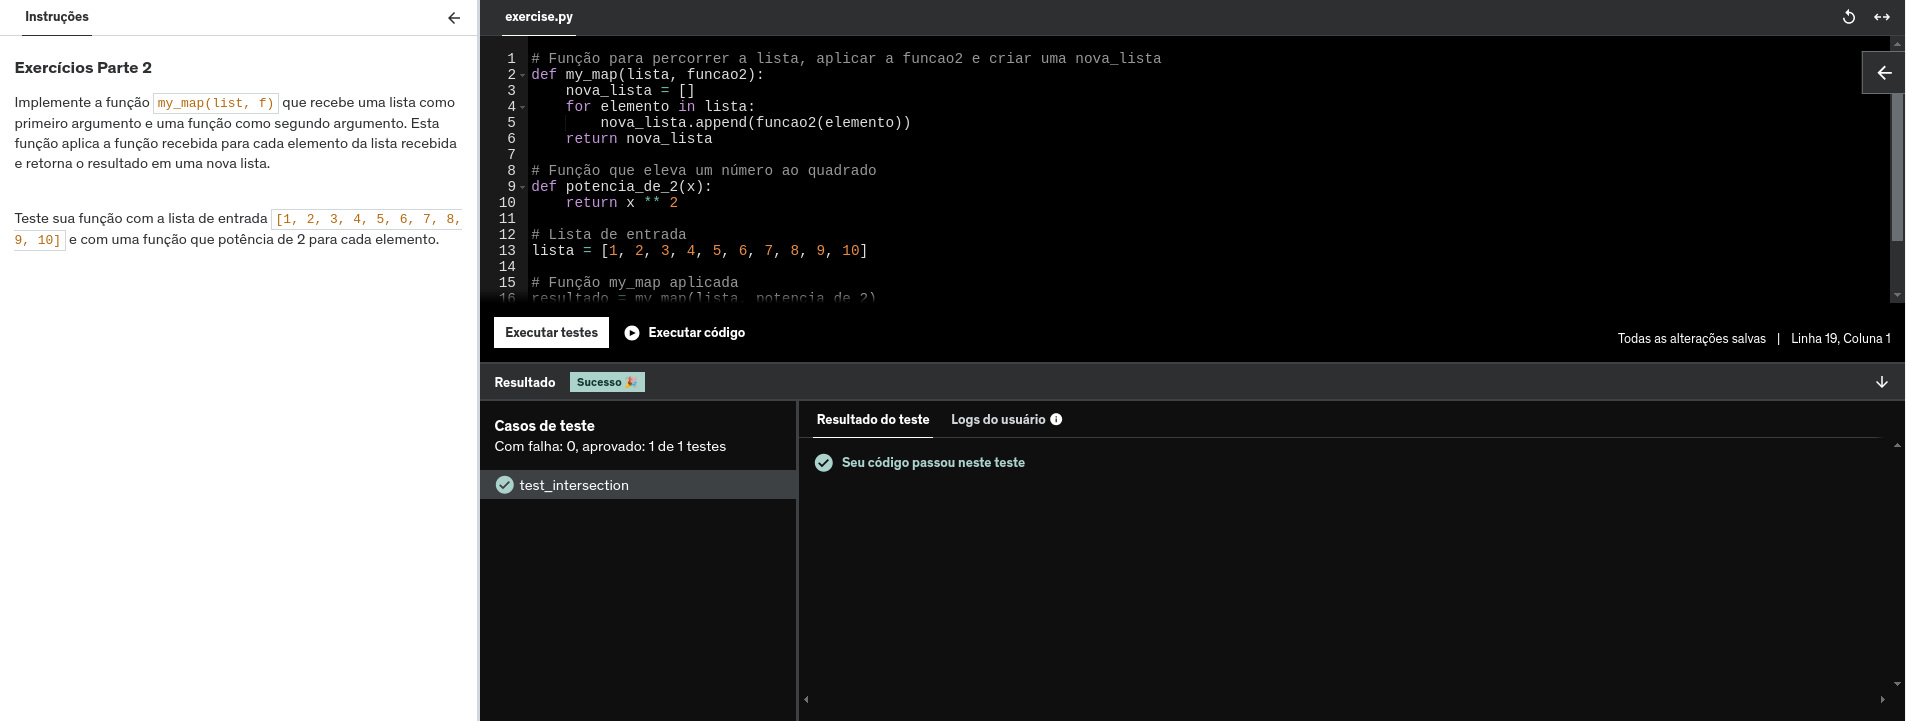 Instruções
Exercícios Parte 2
Implemente a função my_map(list, f) que recebe uma lista como
primeiro argumento e uma função como segundo argumento. Esta
função aplica a função recebida para cada elemento da lista recebida
e retorna o resultado em uma nova lista.
Teste sua função com a lista de entrada [1, 2, 3, 4, 5, 6, 7, 8,
9, 10] e com uma função que potência de 2 para cada elemento.
exercise.py
1 # Função para percorrer a lista, aplicar a funcao2 e criar uma nova_lista
2 def my_map(lista, funcao2):
3     nova_lista = []
4     for elemento in lista:
5         nova_lista.append(funcao2(elemento))
6     return nova_lista
7
8 # Função que eleva um número ao quadrado
9 def potencia_de_2(x):
10     return x ** 2
11
12 # Lista de entrada
13 lista = [1, 2, 3, 4, 5, 6, 7, 8, 9, 10]
14
15 # Função my_map aplicada
16 resultado = my_map(lista, potencia_de_2)
Executar testes Executar código
Todas as alterações salvas | Linha 19, Coluna 1
Resultado Sucesso 🎉
Casos de teste
Com falha: 0, aprovado: 1 de 1 testes
test_intersection
Resultado do teste Logs do usuário
Seu código passou neste teste